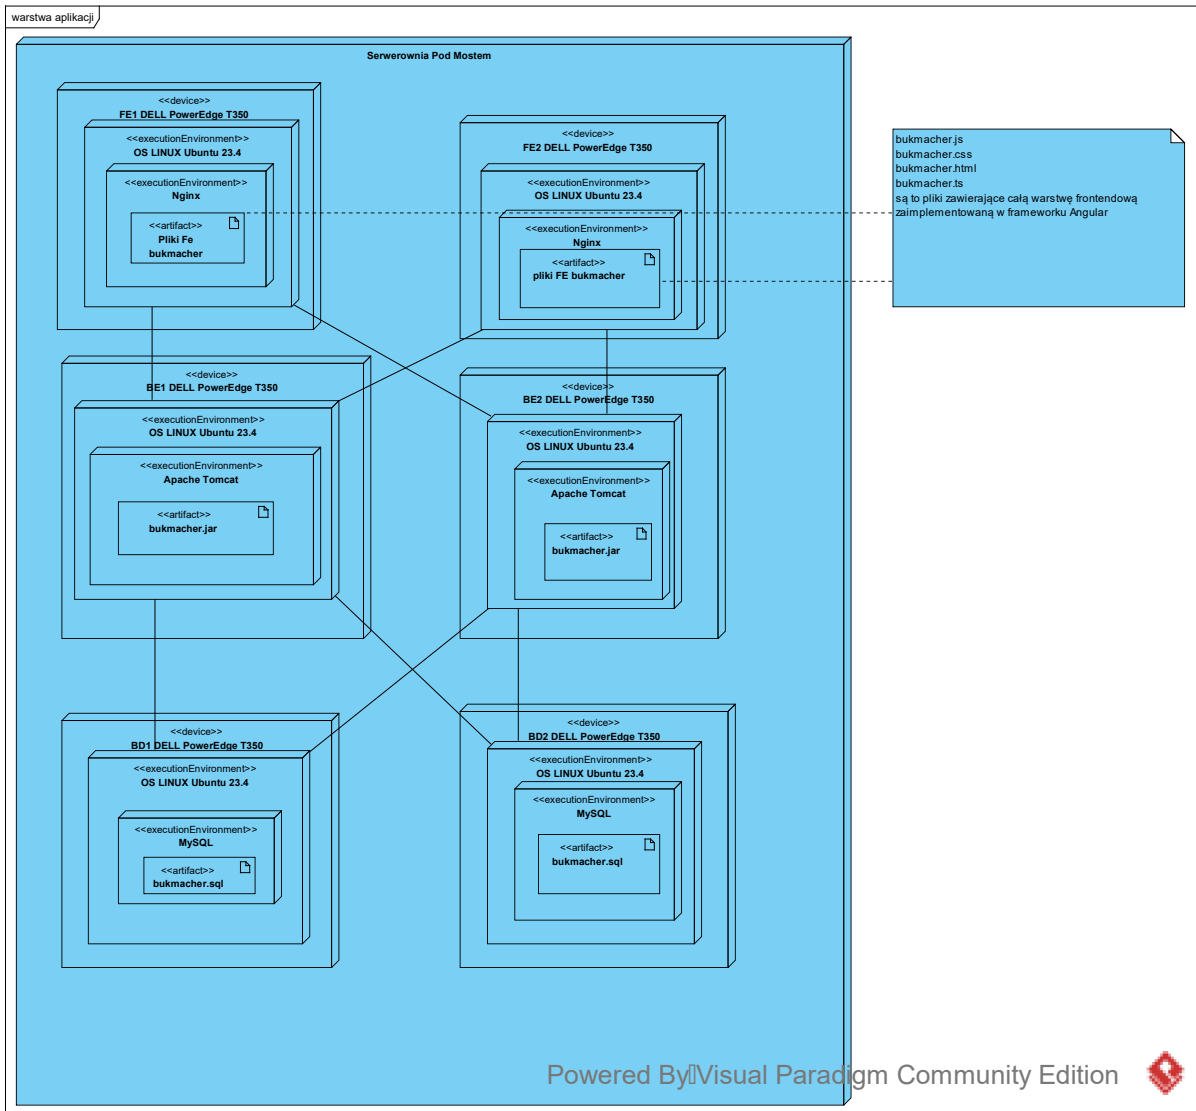 warstwa aplikacji
Serwerownia Pod Mostem
<<device>>
FE1 DELL PowerEdge T350
<<executionEnvironment>>
OS LINUX Ubuntu 23.4
<<executionEnvironment>>
Nginx
<<artifact>>
Pliki Fe
bukmacher
<<device>>
FE2 DELL PowerEdge T350
<<executionEnvironment>>
OS LINUX Ubuntu 23.4
<<executionEnvironment>>
Nginx
<<artifact>>
pliki FE bukmacher
bukmacher.js
bukmacher.css
bukmacher.html
bukmacher.ts
są to pliki zawierające całą warstwę frontendową
zaimplementowaną w frameworku Angular
<<device>>
BE1 DELL PowerEdge T350
<<executionEnvironment>>
OS LINUX Ubuntu 23.4
<<executionEnvironment>>
Apache Tomcat
<<artifact>>
bukmacher.jar
<<device>>
BE2 DELL PowerEdge T350
<<executionEnvironment>>
OS LINUX Ubuntu 23.4
<<executionEnvironment>>
Apache Tomcat
<<artifact>>
bukmacher.jar
<<device>>
BD1 DELL PowerEdge T350
<<executionEnvironment>>
OS LINUX Ubuntu 23.4
<<executionEnvironment>>
MySQL
<<artifact>>
bukmacher.sql
<<device>>
BD2 DELL PowerEdge T350
<<executionEnvironment>>
OS LINUX Ubuntu 23.4
<<executionEnvironment>>
MySQL
<<artifact>>
bukmacher.sql
Powered By▯Visual Paradigm Community Edition